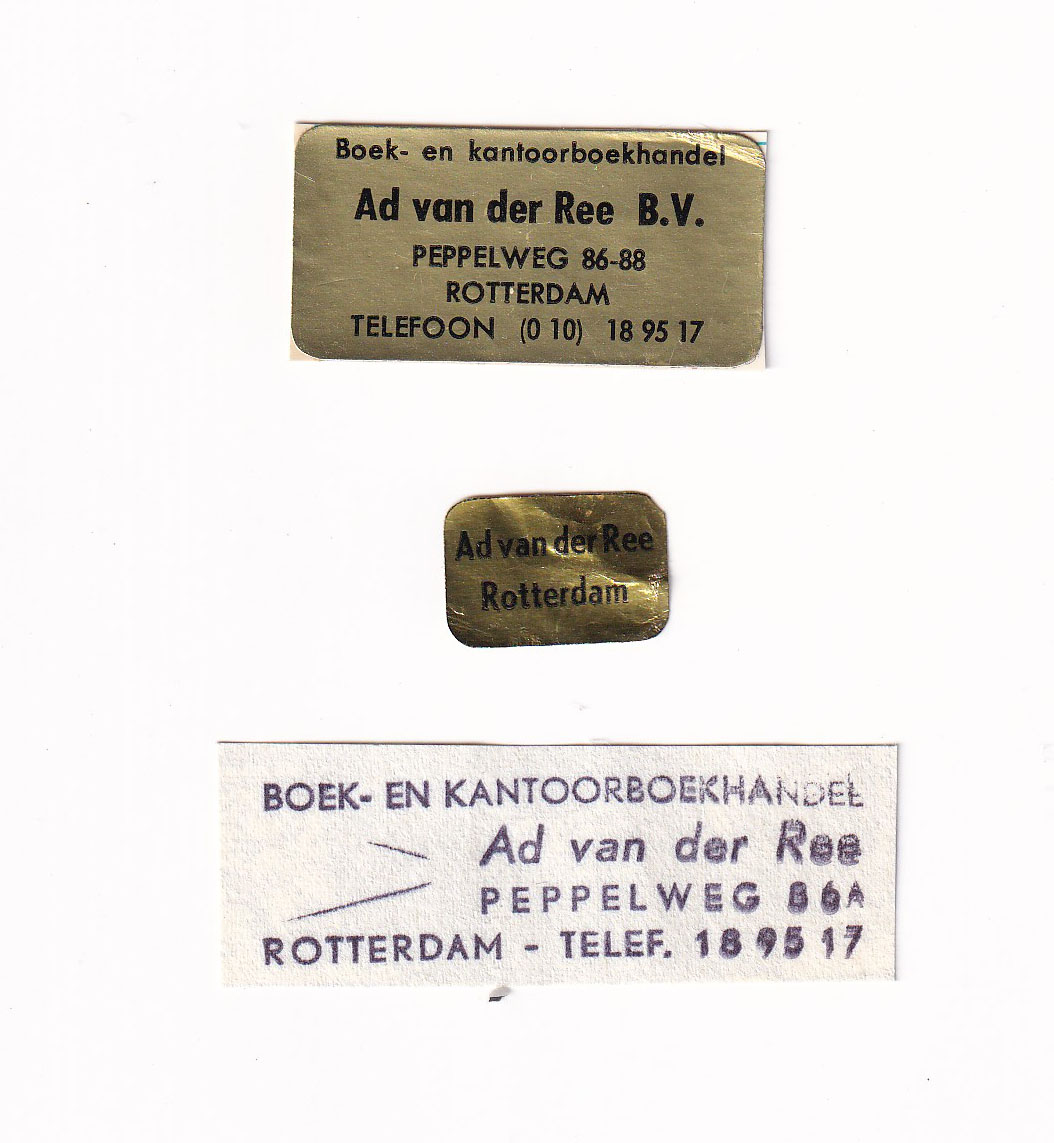 Boek- en kantoorboekhandel
Ad van der Ree B.V.
PEPPELWEG 86-88
ROTTERDAM
TELEFOON (0 10) 18 95 17
Ad van der Ree
Rotterdam
BOEK- EN KANTOORBOEKHANDEL
Ad van der Ree
PEPPELWEG 86A
ROTTERDAM - TELEF. 18 95 17